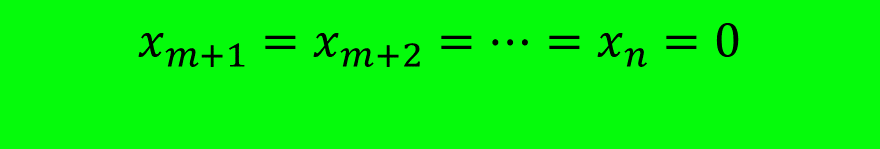 x_{m+1} = x_{m+2} = ⋯ = x_n = 0